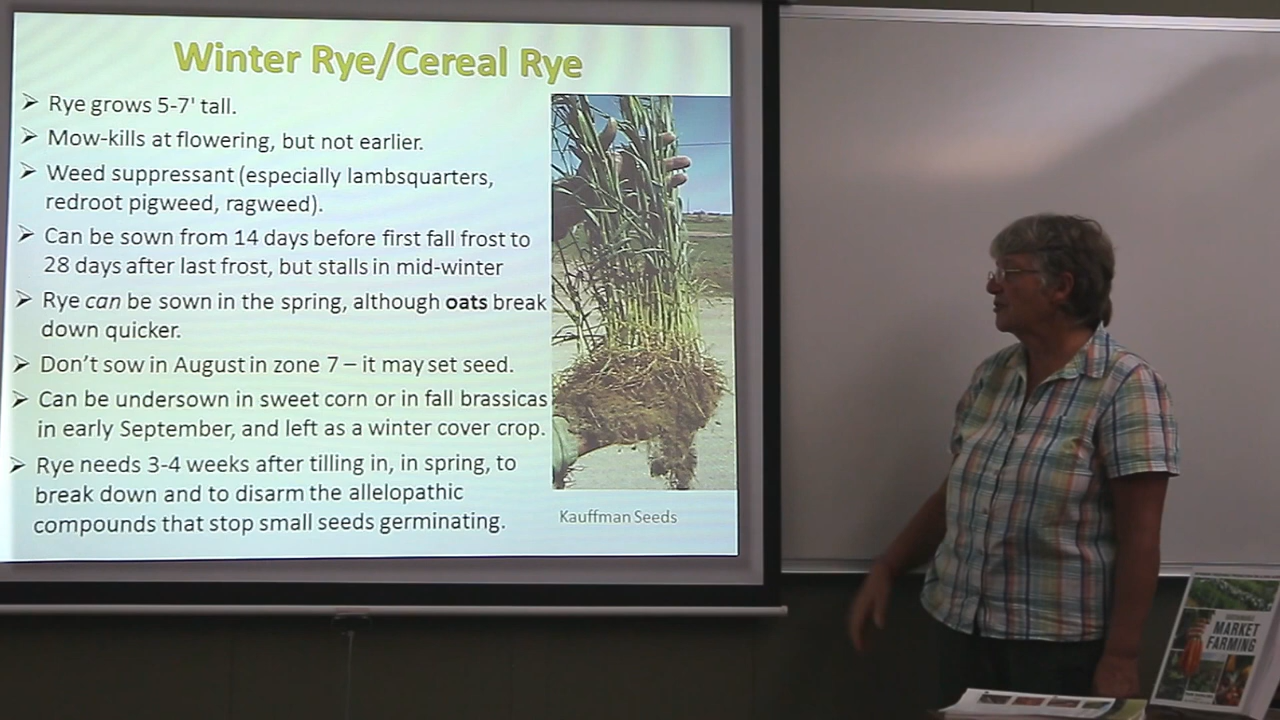 Winter Rye/Cereal Rye
➢ Rye grows 5-7' tall.
➢ Mow-kills at flowering, but not earlier.
➢ Weed suppressant (especially lambsquarters,
redroot pigweed, ragweed).
➢ Can be sown from 14 days before first fall frost to
28 days after last frost, but stalls in mid-winter
➢ Rye can be sown in the spring, although oats break
down quicker.
➢ Don't sow in August in zone 7 – it may set seed.
➢ Can be undersown in sweet corn or in fall brassicas
in early September, and left as a winter cover crop.
➢ Rye needs 3-4 weeks after tilling in, in spring, to
break down and to disarm the allelopathic
compounds that stop small seeds germinating.
Kauffman Seeds
MARKET
FARMING